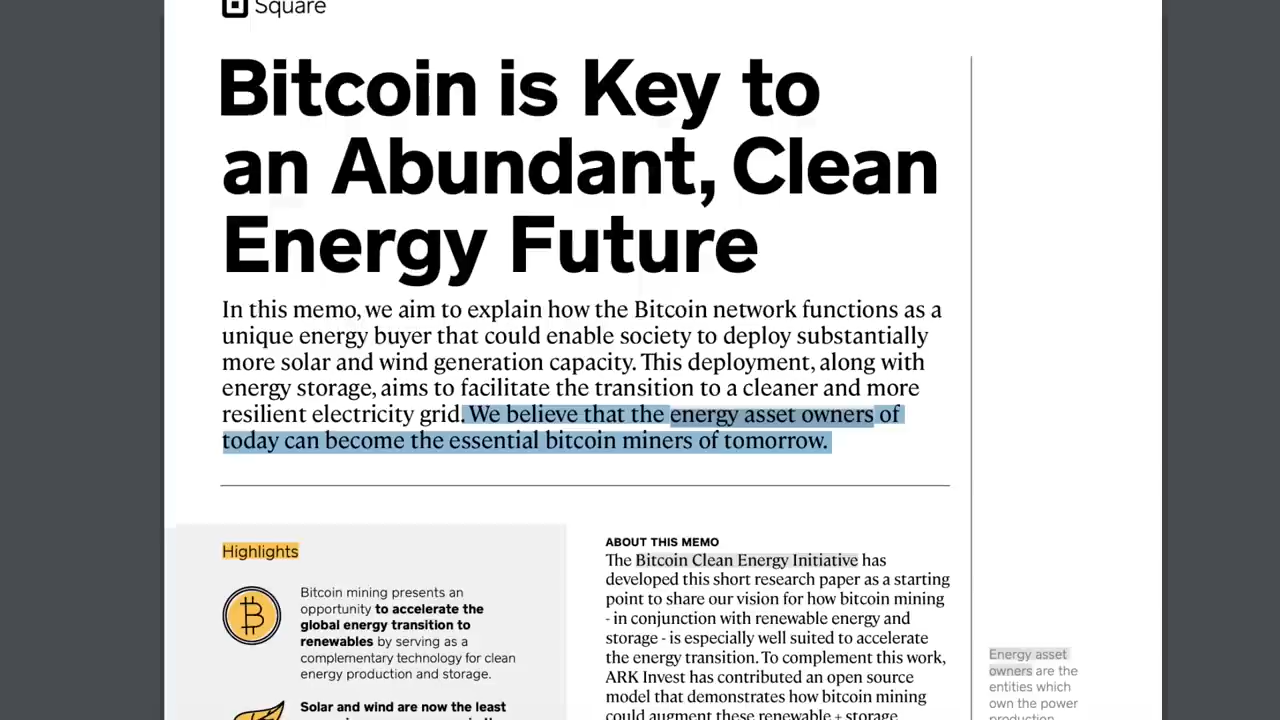 Square
Bitcoin is Key to
an Abundant, Clean
Energy Future
In this memo, we aim to explain how the Bitcoin network functions as a
unique energy buyer that could enable society to deploy substantially
more solar and wind generation capacity. This deployment, along with
energy storage, aims to facilitate the transition to a cleaner and more
resilient electricity grid. We believe that the energy asset owners of
today can become the essential bitcoin miners of tomorrow.
Highlights
Bitcoin mining presents an
opportunity to accelerate the
global energy transition to
renewables by serving as a
complementary technology for clean
energy production and storage.
Solar and wind are now the least
ABOUT THIS MEMO
The Bitcoin Clean Energy Initiative has
developed this short research paper as a starting
point to share our vision for how bitcoin mining
- in conjunction with renewable energy and
storage - is especially well suited to accelerate
the energy transition. To complement this work,
ARK Invest has contributed an open source
model that demonstrates how bitcoin mining
could augment these renewable + storage
Energy asset
owners are the
entities which
own the power
production